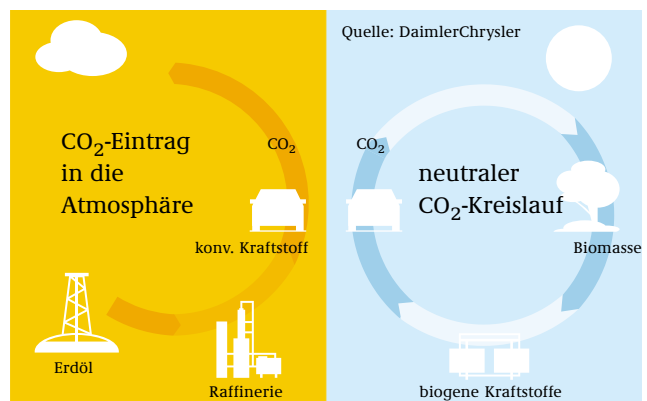 Quelle: DaimlerChrysler
CO₂-Eintrag
in die
Atmosphäre
CO₂
konv. Kraftstoff
Erdöl
Raffinerie
CO₂
neutraler
CO₂-Kreislauf
Biomasse
biogene Kraftstoffe